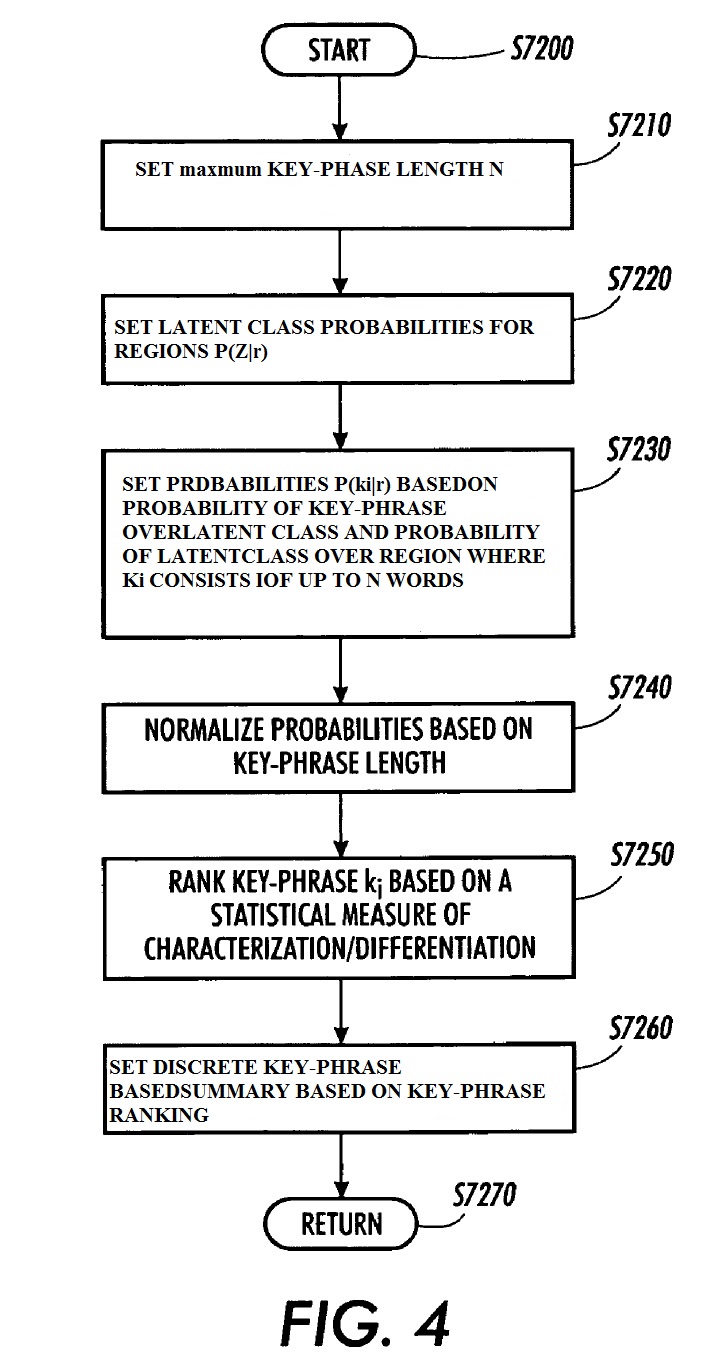 START
S7200
S7210
SET maxmum KEY-PHASE LENGTH N
S7220
SET LATENT CLASS PROBABILITIES FOR
REGIONS P(Z|r)
S7230
SET PRDBABILITIES P(ki|r) BASEDON
PROBABILITY OF KEY-PHRASE
OVERLATENT CLASS AND PROBABILITY
OF LATENTCLASS OVER REGION WHERE
Ki CONSISTS IOF UP TO N WORDS
S7240
NORMALIZE PROBABILITIES BASED ON
KEY-PHRASE LENGTH
S7250
RANK KEY-PHRASE ki BASED ON A
STATISTICAL MEASURE OF
CHARACTERIZATION/DIFFERENTIATION
S7260
SET DISCRETE KEY-PHRASE
BASEDSUMMARY BASED ON KEY-PHRASE
RANKING
S7270
RETURN
FIG. 4